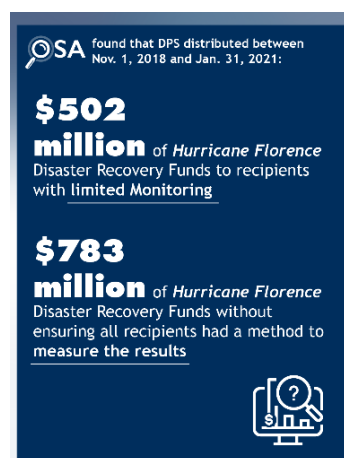 OSA found that DPS distributed between
Nov. 1, 2018 and Jan. 31, 2021:
$502
million of Hurricane Florence
Disaster Recovery Funds to recipients
with limited Monitoring
$783
million of Hurricane Florence
Disaster Recovery Funds without
ensuring all recipients had a method to
measure the results
?
$